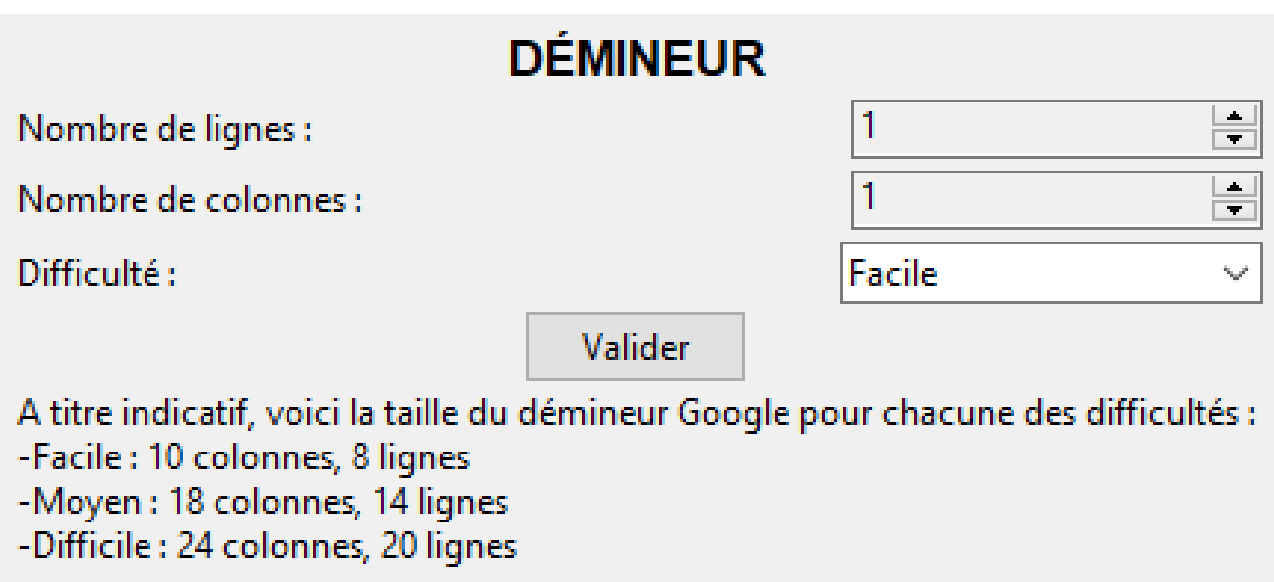 DÉMINEUR
Nombre de lignes : 1
Nombre de colonnes : 1
Difficulté : Facile
Valider
A titre indicatif, voici la taille du démineur Google pour chacune des difficultés :
-Facile : 10 colonnes, 8 lignes
-Moyen : 18 colonnes, 14 lignes
-Difficile : 24 colonnes, 20 lignes